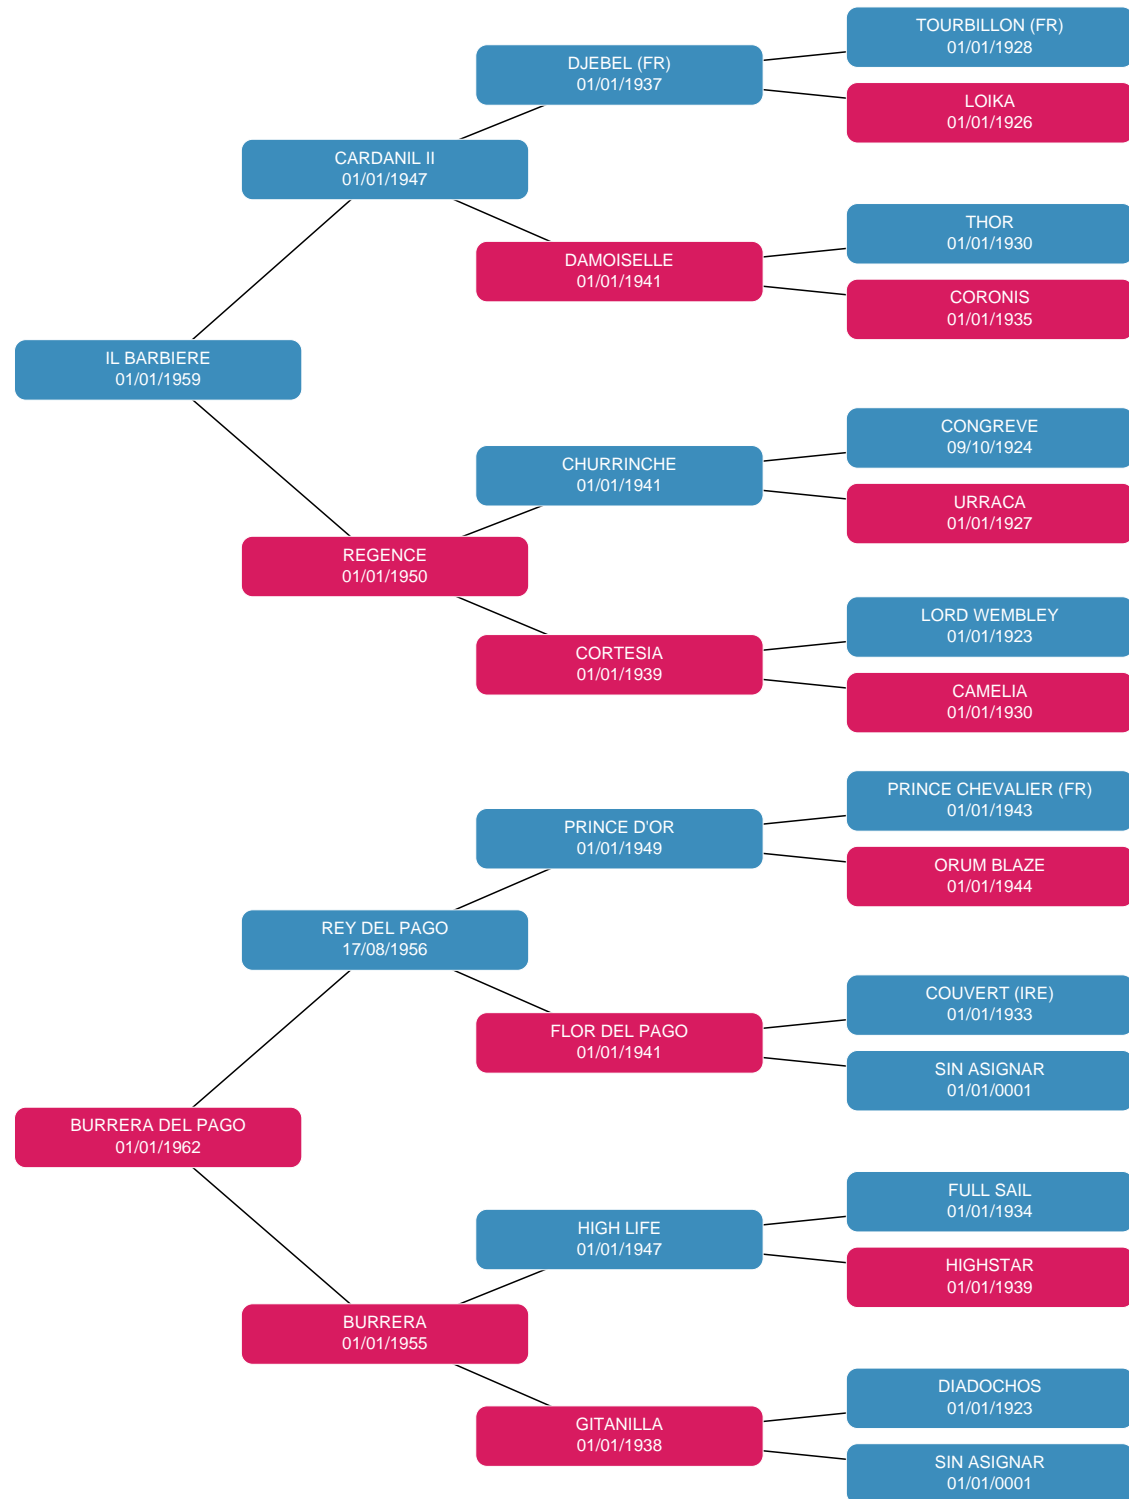 TOURBILLON (FR)
01/01/1928
DJEBEL (FR)
01/01/1937
LOIKA
01/01/1926
CARDANIL II
01/01/1947
THOR
01/01/1930
DAMOISELLE
01/01/1941
CORONIS
01/01/1935
IL BARBIERE
01/01/1959
CONGREVE
09/10/1924
CHURRINCHE
01/01/1941
URRACA
01/01/1927
REGENCE
01/01/1950
LORD WEMBLEY
01/01/1923
CORTESIA
01/01/1939
CAMELIA
01/01/1930
PRINCE CHEVALIER (FR)
01/01/1943
PRINCE D'OR
01/01/1949
ORUM BLAZE
01/01/1944
REY DEL PAGO
17/08/1956
COUVERT (IRE)
01/01/1933
FLOR DEL PAGO
01/01/1941
SIN ASIGNAR
01/01/0001
BURRERA DEL PAGO
01/01/1962
FULL SAIL
01/01/1934
HIGH LIFE
01/01/1947
HIGHSTAR
01/01/1939
BURRERA
01/01/1955
DIADOCHOS
01/01/1923
GITANILLA
01/01/1938
SIN ASIGNAR
01/01/0001